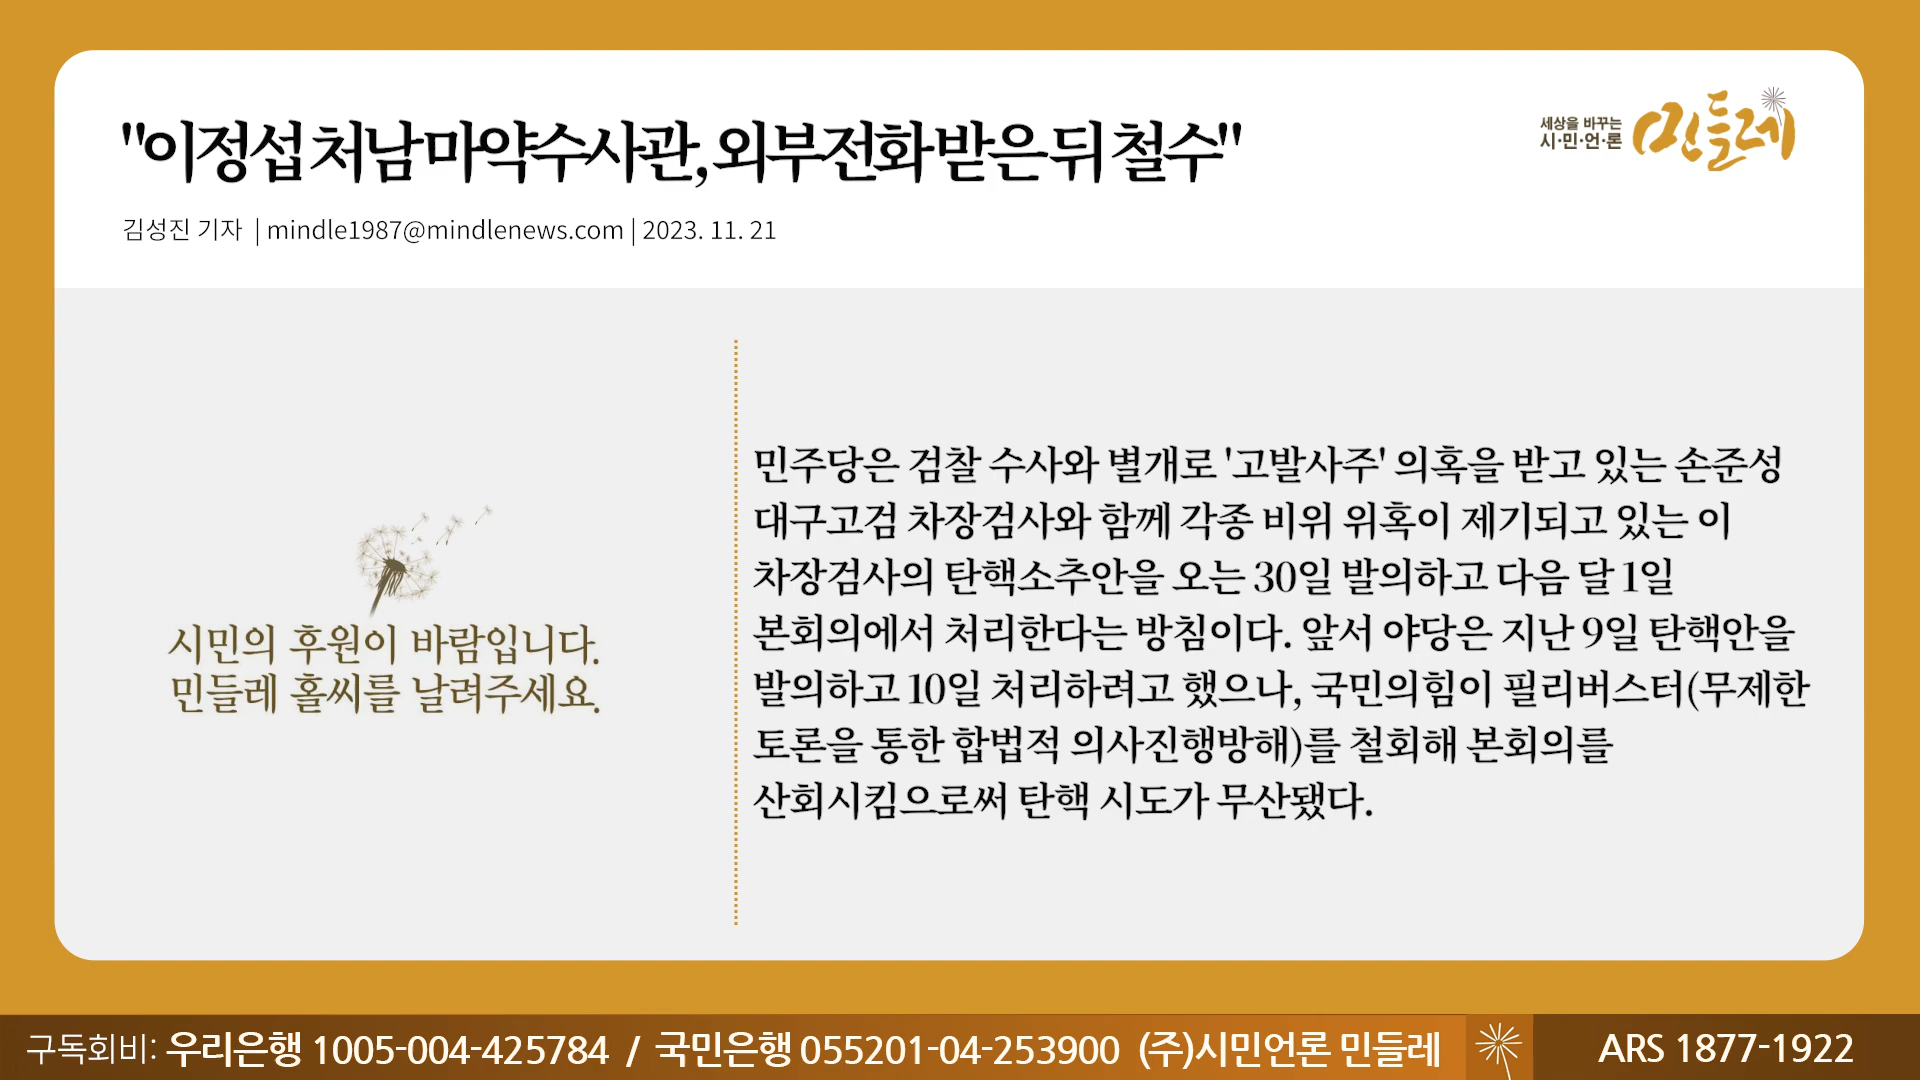 "이정섭 처남 마약수사관, 외부전화 받은 뒤 철수"
세상을 바꾸는
시·민·언·론
민들레
김성진 기자 | mindle1987@mindlenews.com | 2023. 11. 21
시민의 후원이 바람입니다.
민들레 홀씨를 날려주세요.
민주당은 검찰 수사와 별개로 '고발사주' 의혹을 받고 있는 손준성
대구고검 차장검사와 함께 각종 비위 위혹이 제기되고 있는 이
차장검사의 탄핵소추안을 오는 30일 발의하고 다음 달 1일
본회의에서 처리한다는 방침이다. 앞서 야당은 지난 9일 탄핵안을
발의하고 10일 처리하려고 했으나, 국민의힘이 필리버스터(무제한
토론을 통한 합법적 의사진행방해)를 철회해 본회의를
산회시킴으로써 탄핵 시도가 무산됐다.
구독회비: 우리은행 1005-004-425784 / 국민은행 055201-04-253900 (주)시민언론 민들레
ARS 1877-1922